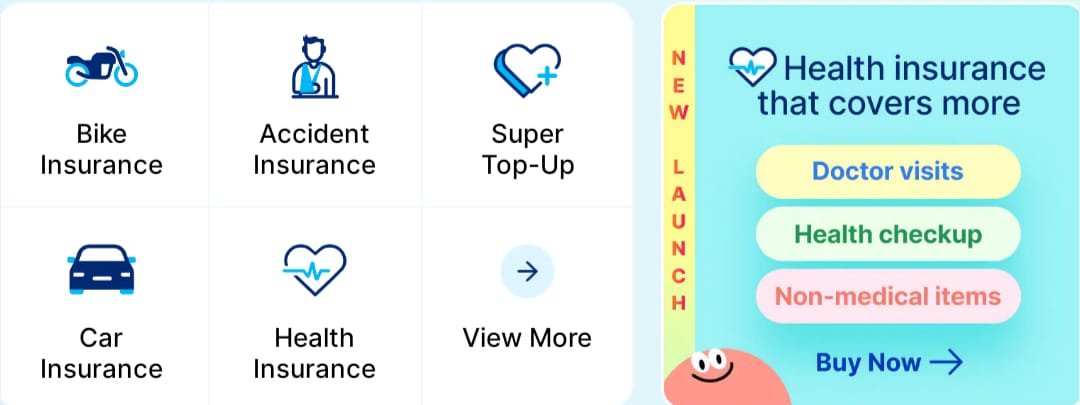 Bike
Insurance
Accident
Insurance
Super
Top-Up
Car
Insurance
Health
Insurance
View More
NEW LAUNCH
Health insurance
that covers more
Doctor visits
Health checkup
Non-medical items
Buy Now